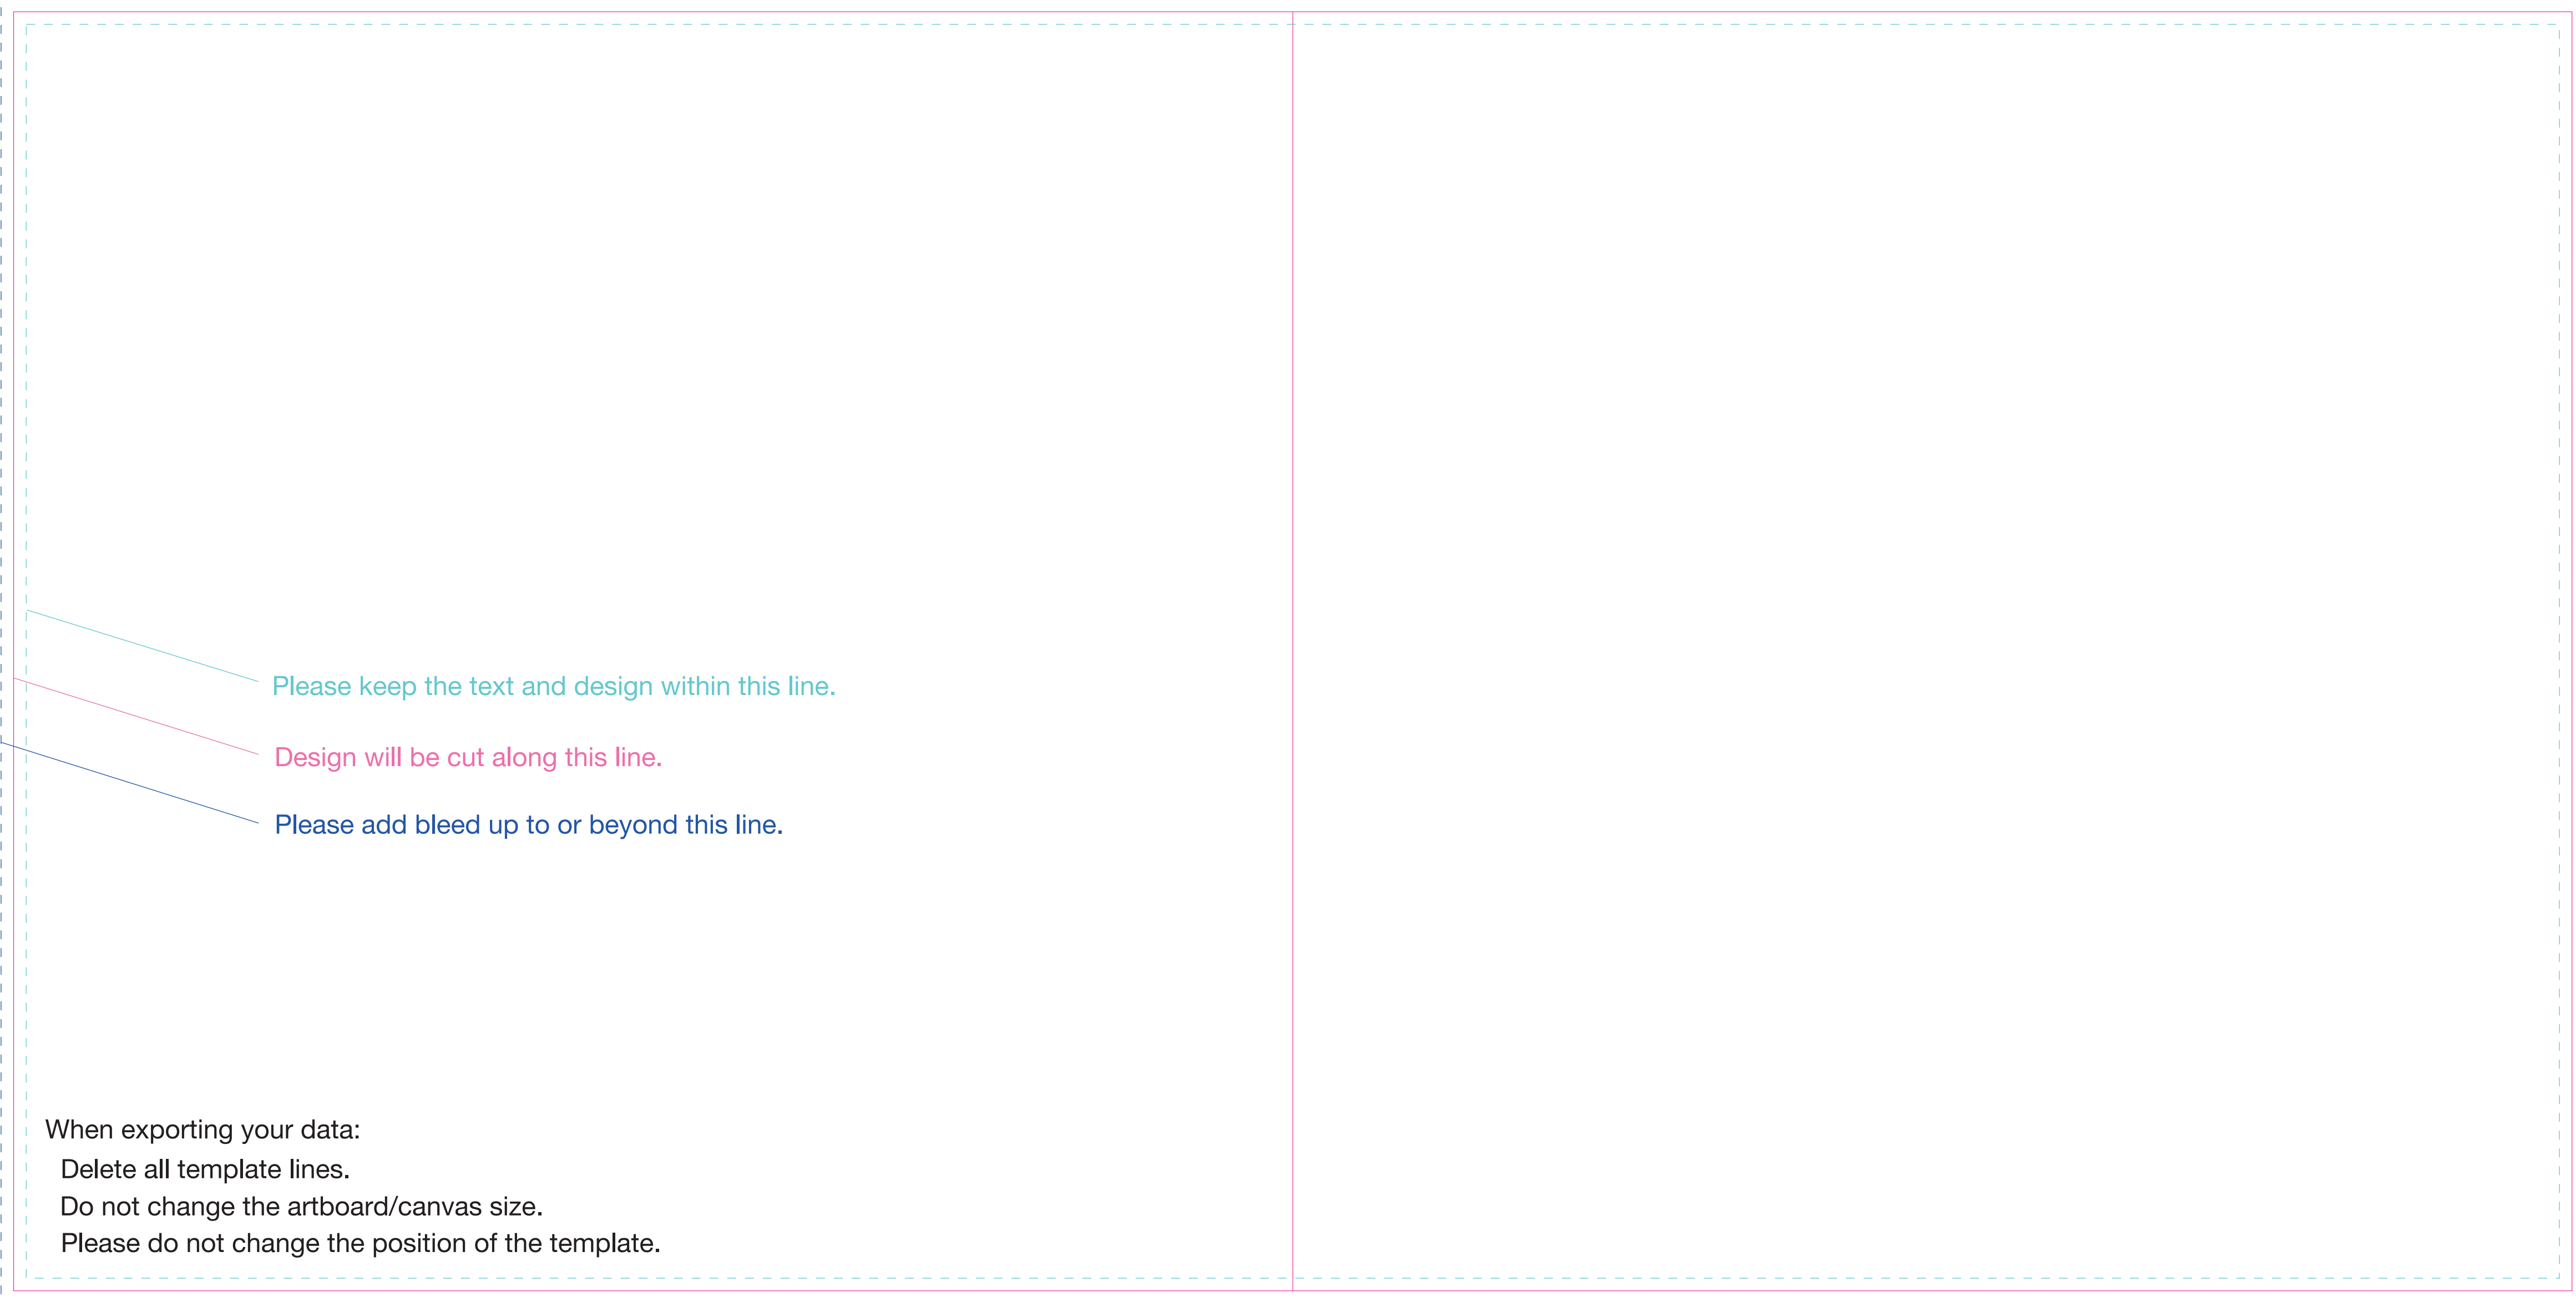 Please keep the text and design within this line.
Design will be cut along this line.
Please add bleed up to or beyond this line.
When exporting your data:
Delete all template lines.
Do not change the artboard/canvas size.
Please do not change the position of the template.